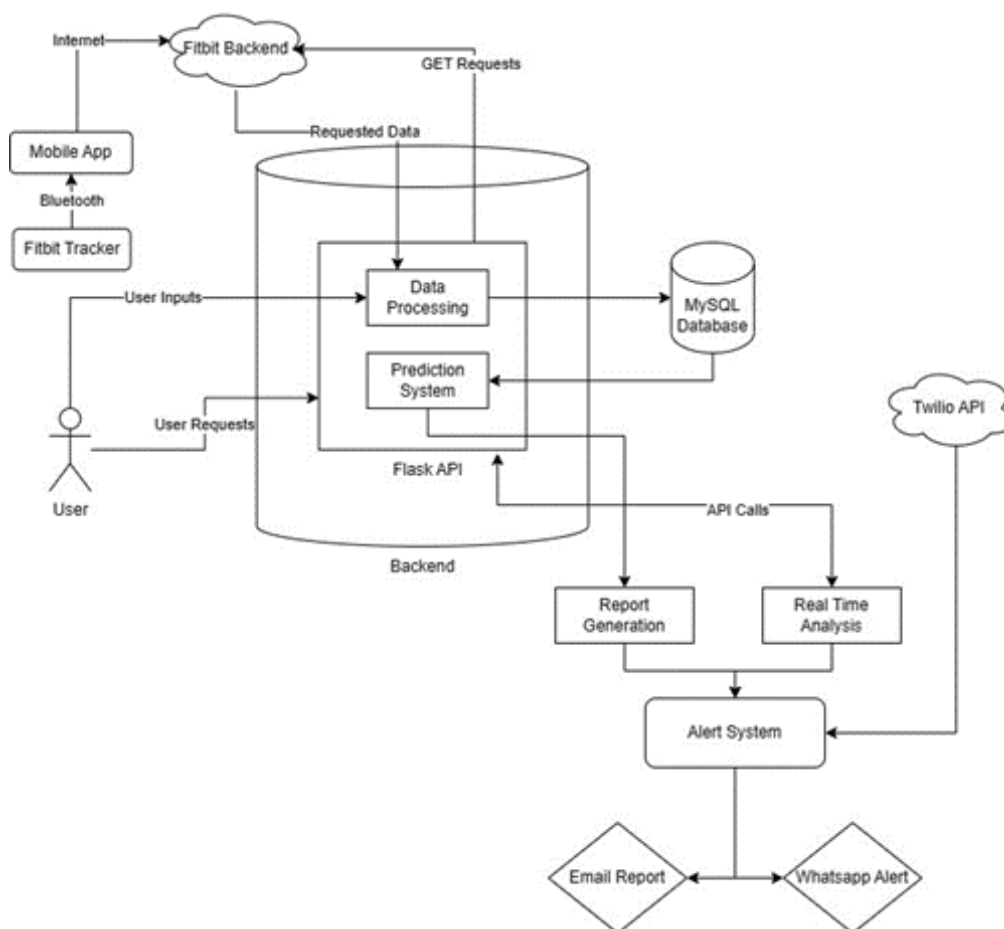 Internet
Fitbit Backend
GET Requests
Requested Data
Mobile App
Bluetooth
Fitbit Tracker
Data
Processing
User Inputs
MySQL
Database
Prediction
System
Twilio API
User Requests
Flask API
User
API Calls
Backend
Report
Generation
Real Time
Analysis
Alert System
Email Report
Whatsapp Alert